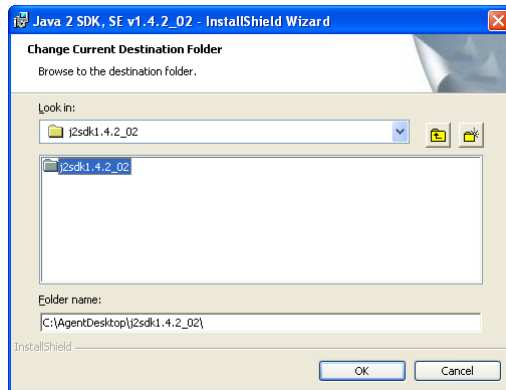 Java 2 SDK, SE v1.4.2_02 - InstallShield Wizard
Change Current Destination Folder
Browse to the destination folder.
Look in:
j2sdk1.4.2_02
j2sdk1.4.2_02
Folder name:
C:\AgentDesktop\j2sdk1.4.2_02\
InstallShield
OK Cancel